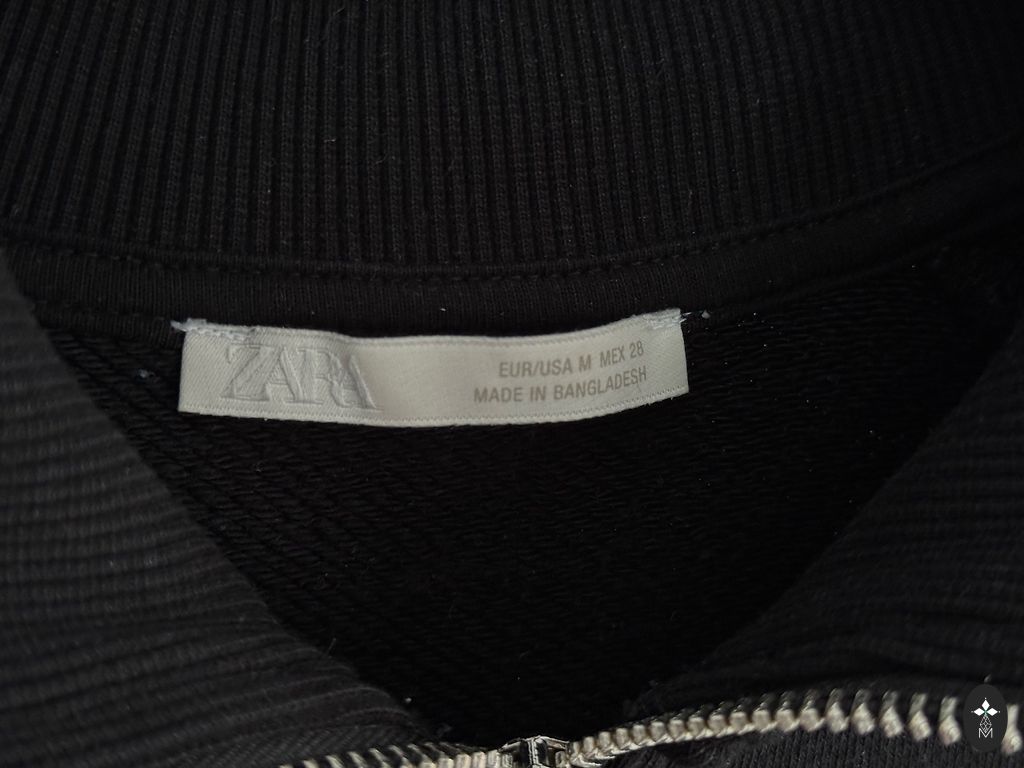 ZARA
EUR/USA M MEX 28
MADE IN BANGLADESH
M